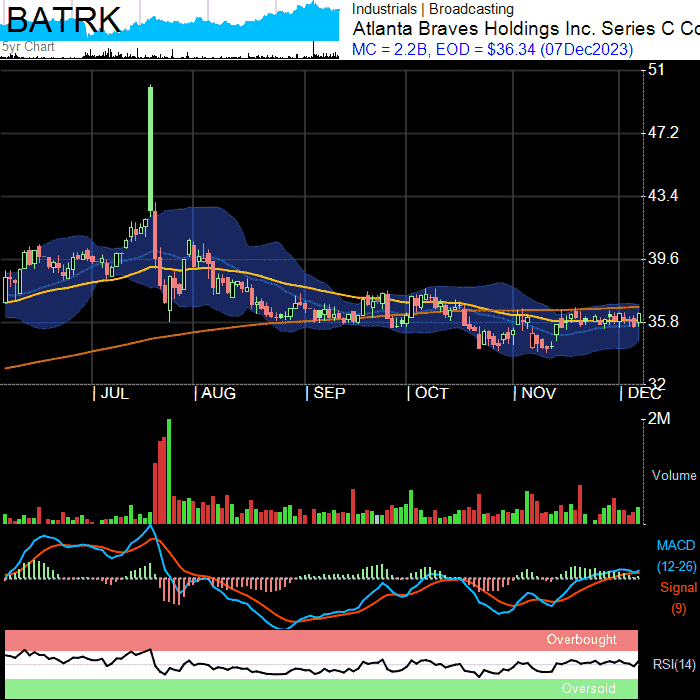 BATRK
5yr Chart
Industrials | Broadcasting
Atlanta Braves Holdings Inc. Series C Co
MC = 2.2B, EOD = $36.34 (07Dec2023)
51
47.2
43.4
39.6
35.8
32
JUL
AUG
SEP
OCT
NOV
DEC
2M
Volume
MACD
(12-26)
Signal
(9)
Overbought
RSI(14)
Oversold